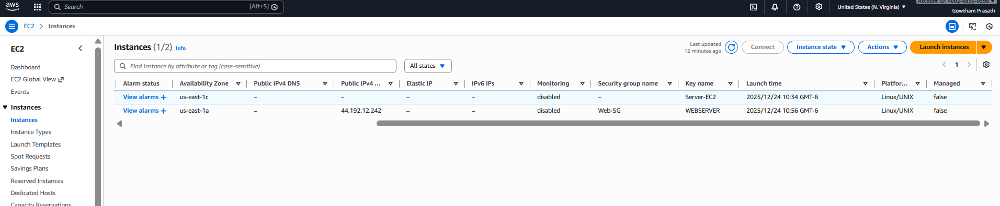 aws
Search [Alt+S]
United States (N. Virginia)
Account ID: 4002-6830-0598
Gowtham Prasath
EC2 > Instances
EC2
Dashboard
EC2 Global View
Events
Instances
Instances
Instance Types
Launch Templates
Spot Requests
Savings Plans
Reserved Instances
Dedicated Hosts
Capacity Reservations
Instances (1/2) Info
Last updated
12 minutes ago
Connect
Instance state
Actions
Launch instances
Find Instance by attribute or tag (case-sensitive)
All states
1
Alarm status Availability Zone Public IPv4 DNS Public IPv4 ... Elastic IP IPv6 IPs Monitoring Security group name Key name Launch time Platfor... Managed
View alarms + us-east-1c – – – – disabled – Server-EC2 2025/12/24 10:34 GMT-6 Linux/UNIX false
View alarms + us-east-1a – 44.192.12.242 – – disabled Web-SG WEBSERVER 2025/12/24 10:56 GMT-6 Linux/UNIX false